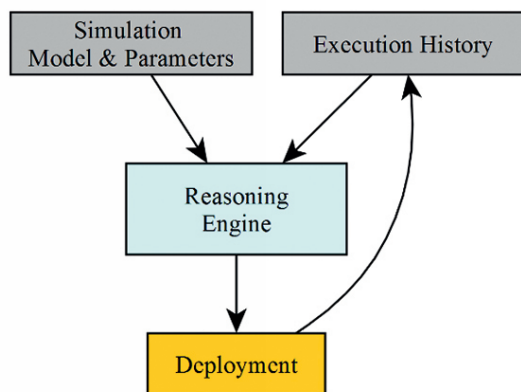 Simulation
Model & Parameters
Execution History
Reasoning
Engine
Deployment